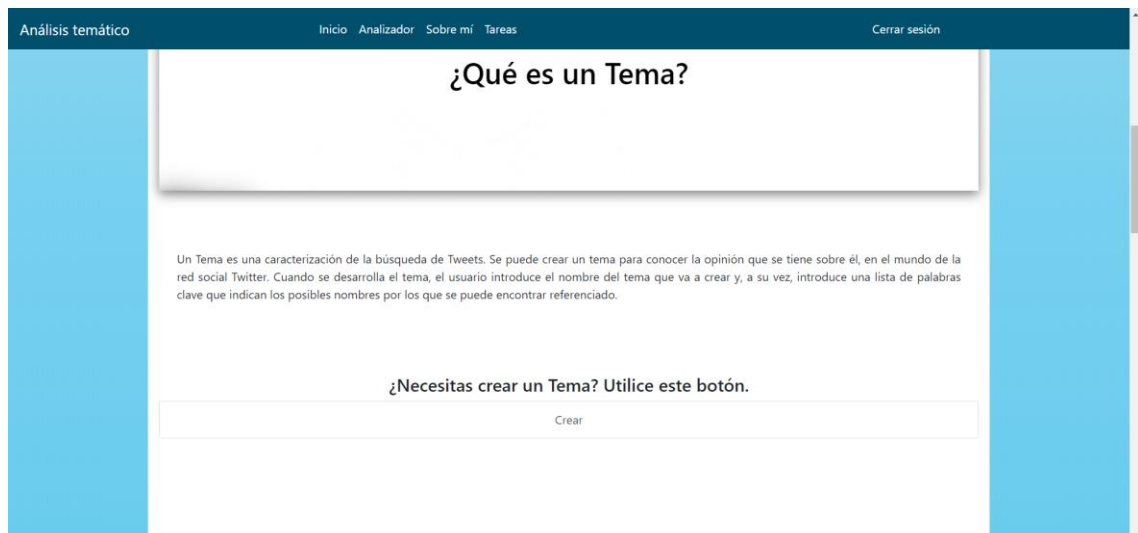 Análisis temático
Inicio Analizador Sobre mí Tareas
Cerrar sesión
¿Qué es un Tema?
Un Tema es una caracterización de la búsqueda de Tweets. Se puede crear un tema para conocer la opinión que se tiene sobre él, en el mundo de la
red social Twitter. Cuando se desarrolla el tema, el usuario introduce el nombre del tema que va a crear y, a su vez, introduce una lista de palabras
clave que indican los posibles nombres por los que se puede encontrar referenciado.
¿Necesitas crear un Tema? Utilice este botón.
Crear